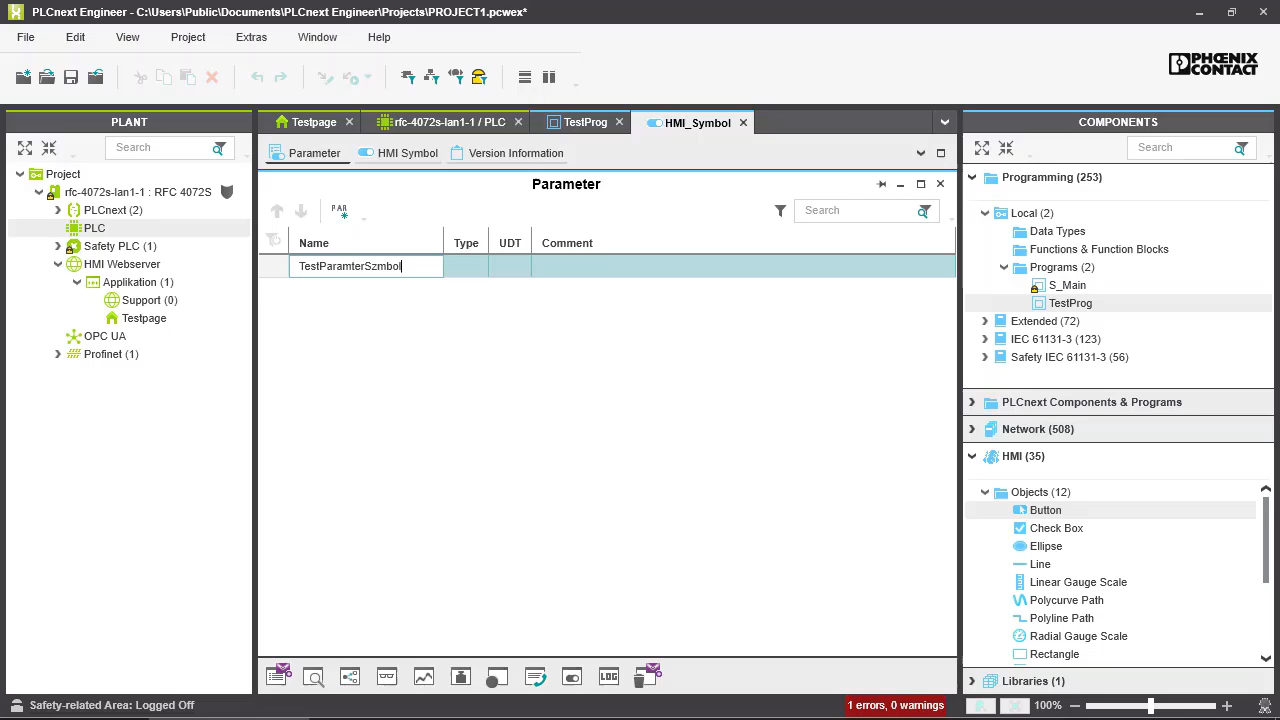 PLCnext Engineer - C:\Users\Public\Documents\PLCnext Engineer\Projects\PROJECT1.pcwex*
File Edit View Project Extras Window Help
PHŒNIX
CONTACT
PLANT
Search
Project
rfc-4072s-lan1-1 : RFC 4072S
PLCnext (2)
PLC
Safety PLC (1)
HMI Webserver
Applikation (1)
Support (0)
Testpage
OPC UA
Profinet (1)
Testpage rfc-4072s-lan1-1 / PLC TestProg HMI_Symbol
Parameter HMI Symbol Version Information
Parameter
PAR
Search
Name Type UDT Comment
TestParamterSzmbol
LOG
COMPONENTS
Search
Programming (253)
Local (2)
Data Types
Functions & Function Blocks
Programs (2)
S_Main
TestProg
Extended (72)
IEC 61131-3 (123)
Safety IEC 61131-3 (56)
PLCnext Components & Programs
Network (508)
HMI (35)
Objects (12)
Button
Check Box
Ellipse
Line
Linear Gauge Scale
Polycurve Path
Polyline Path
Radial Gauge Scale
Rectangle
Libraries (1)
Safety-related Area: Logged Off
1 errors, 0 warnings
100%